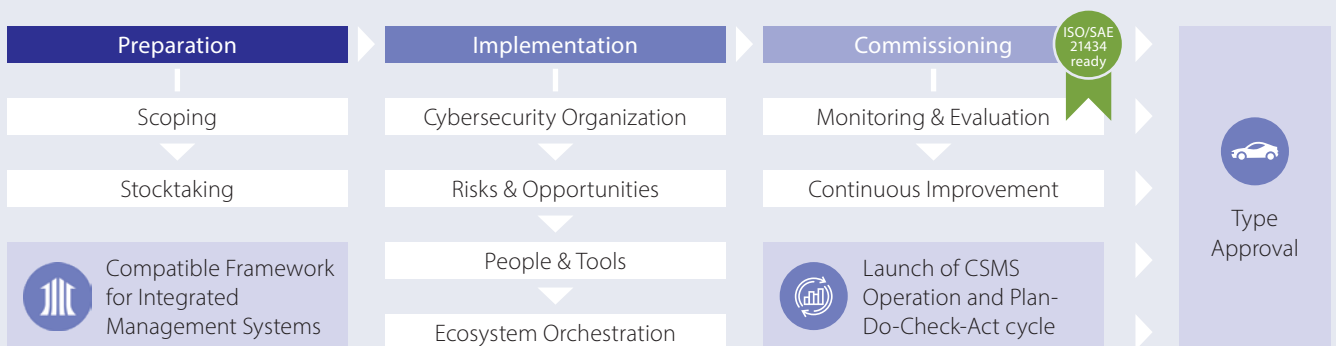 Preparation
Scoping
Stocktaking
Compatible Framework
for Integrated
Management Systems
Implementation
Cybersecurity Organization
Risks & Opportunities
People & Tools
Ecosystem Orchestration
Commissioning
ISO/SAE
21434
ready
Monitoring & Evaluation
Continuous Improvement
Launch of CSMS
Operation and Plan-
Do-Check-Act cycle
Type
Approval